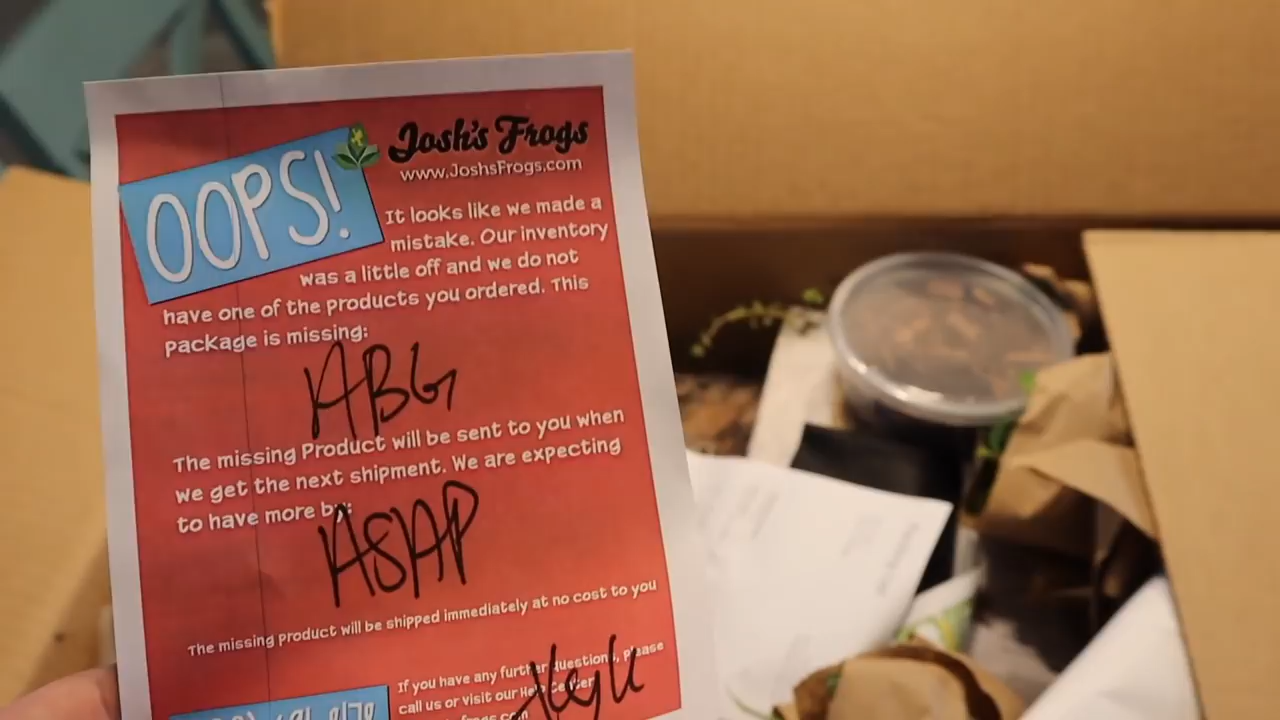 Josh's Frogs
www.JoshsFrogs.com
OOPS!
It looks like we made a
mistake. Our inventory
was a little off and we do not
have one of the products you ordered. This
package is missing:
ABG
The missing Product will be sent to you when
we get the next shipment. We are expecting
to have more by:
ASAP
The missing product will be shipped immediately at no cost to you
If you have any further questions, please
call us or visit our Help Center